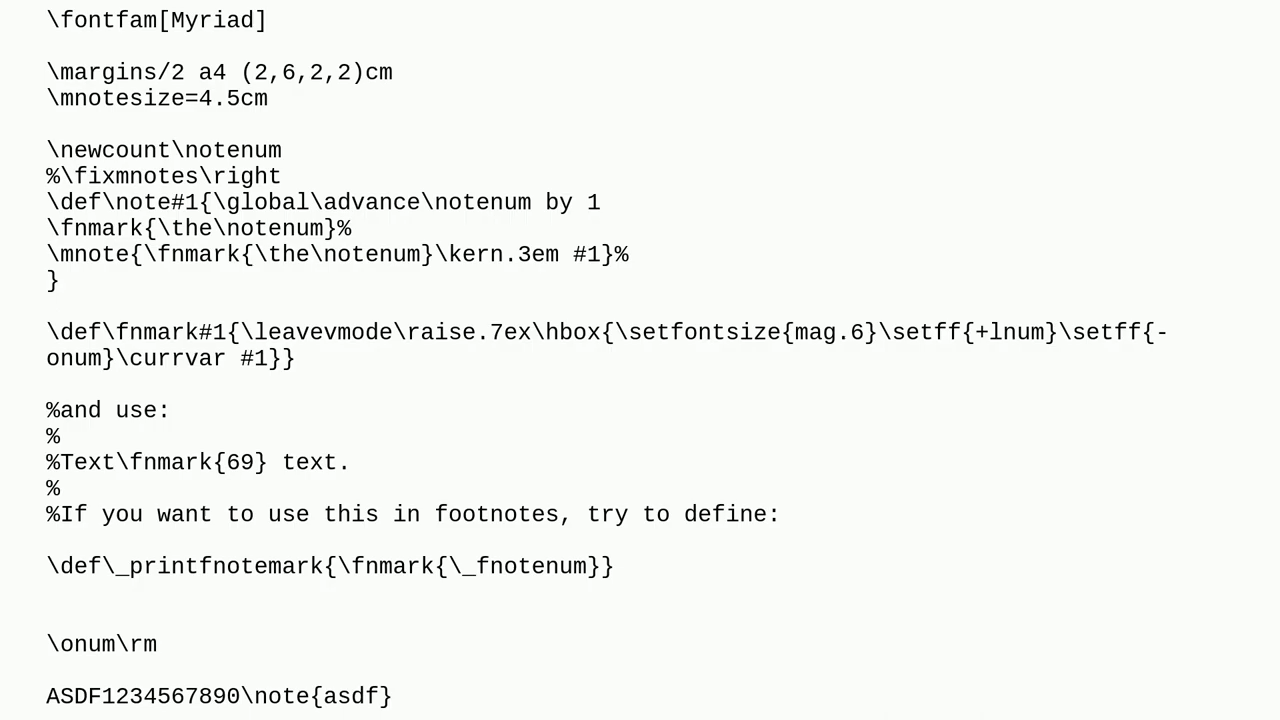 \fontfam[Myriad]
\margins/2 a4 (2,6,2,2)cm
\mnotesize=4.5cm
\newcount\notenum
%\fixmnotes\right
\def\note#1{\global\advance\notenum by 1
\fnmark{\the\notenum}%
\mnote{\fnmark{\the\notenum}\kern.3em #1}%
}
\def\fnmark#1{\leavevmode\raise.7ex\hbox{\setfontsize{mag.6}\setff{+lnum}\setff{-
onum}\currvar #1}}
%and use:
%
%Text\fnmark{69} text.
%
%If you want to use this in footnotes, try to define:
\def\_printfnotemark{\fnmark{\_fnotenum}}
\onum\rm
ASDF1234567890\note{asdf}